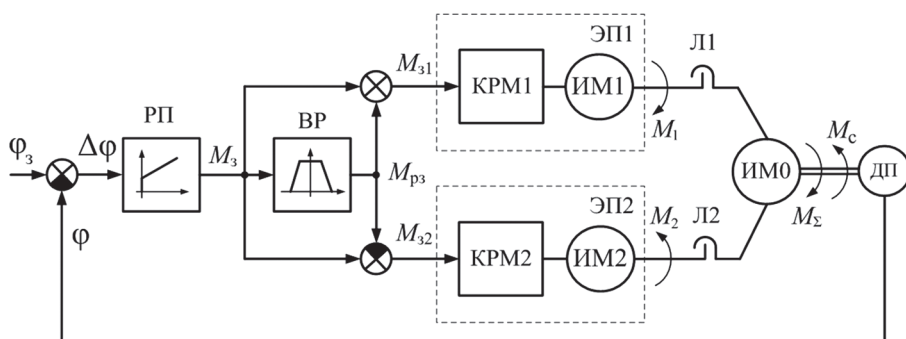 φз
Δφ
φ
РП
Mз
ВР
Mрз
Mз1
Mз2
ЭП1
КРМ1
ИМ1
M1
Л1
ЭП2
КРМ2
ИМ2
M2
Л2
ИМ0
Mс
MΣ
ДП